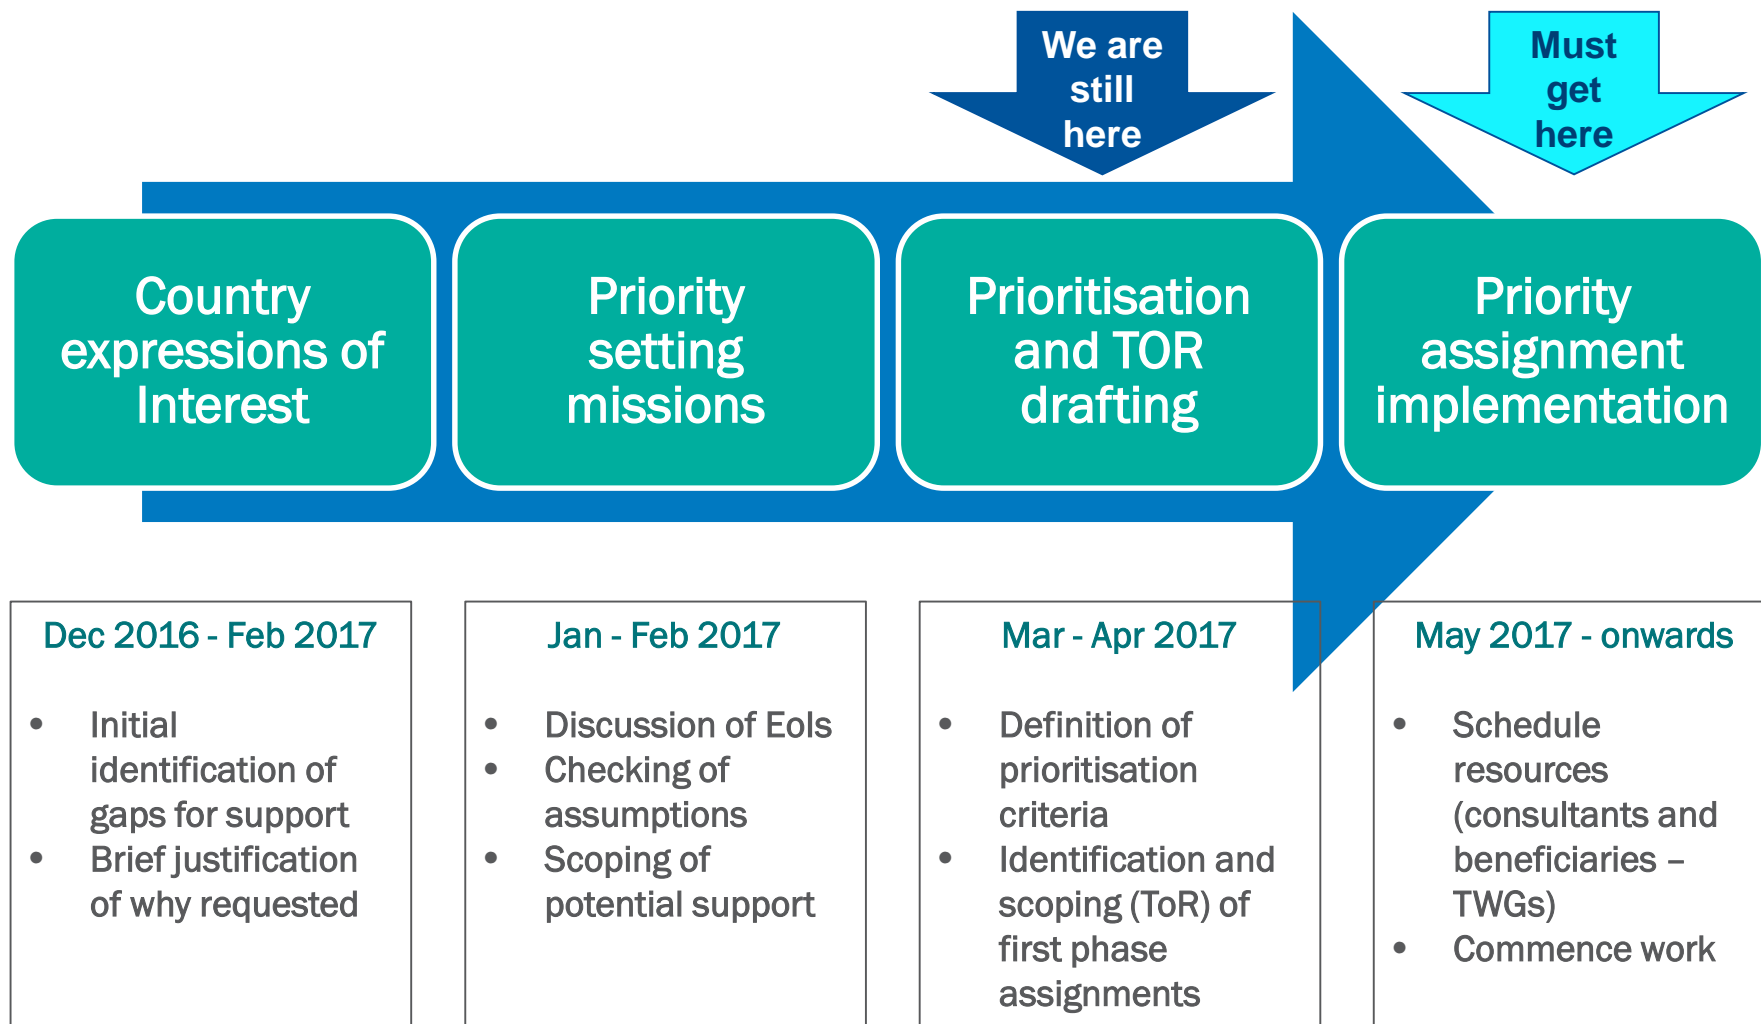 We are
still
here
Must
get
here
Country
expressions of
Interest
Priority
setting
missions
Prioritisation
and TOR
drafting
Priority
assignment
implementation
Dec 2016 - Feb 2017
• Initial
identification of
gaps for support
• Brief justification
of why requested
Jan - Feb 2017
• Discussion of EoIs
• Checking of
assumptions
• Scoping of
potential support
Mar - Apr 2017
• Definition of
prioritisation
criteria
• Identification and
scoping (ToR) of
first phase
assignments
May 2017 - onwards
• Schedule
resources
(consultants and
beneficiaries –
TWGs)
• Commence work